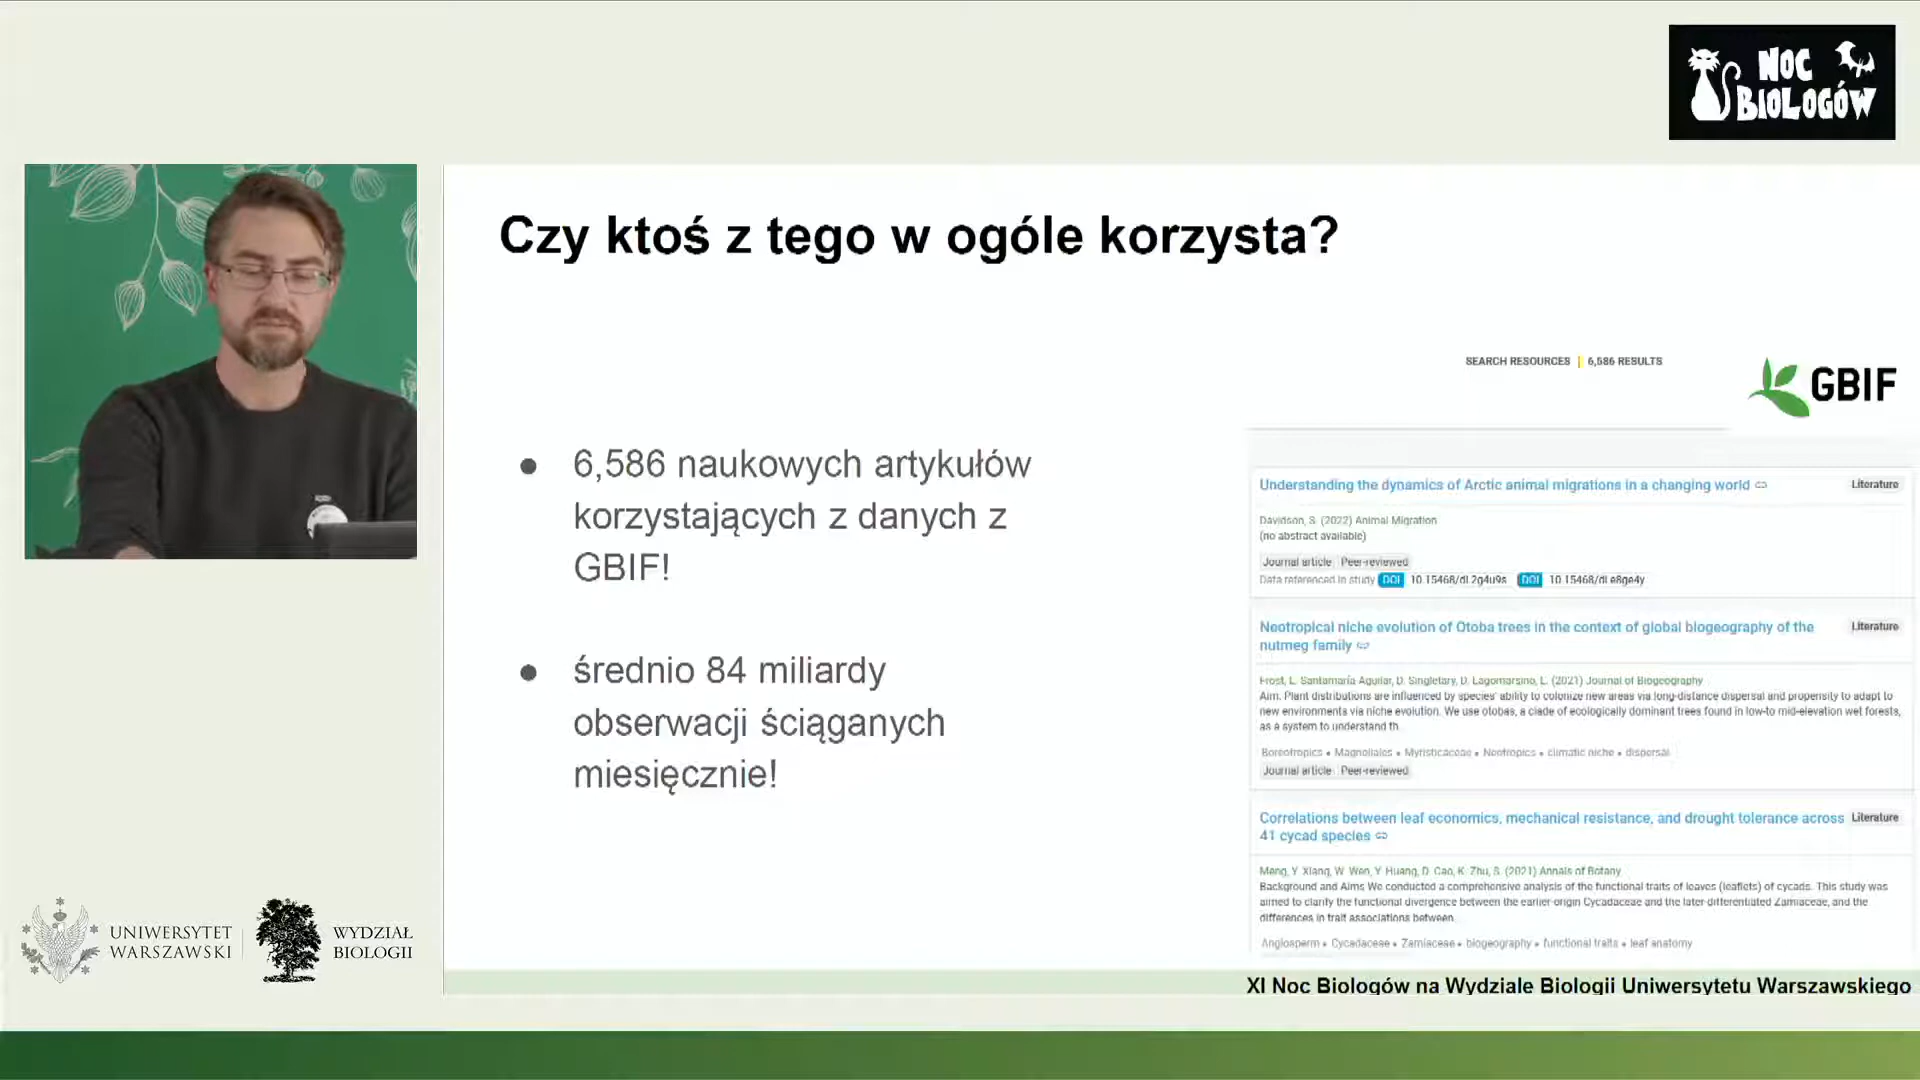 NOC
BIOLOGÓW
Czy ktoś z tego w ogóle korzysta?
● 6,586 naukowych artykułów
korzystających z danych z
GBIF!
● średnio 84 miliardy
obserwacji ściąganych
miesięcznie!
SEARCH RESOURCES | 6,586 RESULTS
GBIF
Understanding the dynamics of Arctic animal migrations in a changing world
Literature
Davidson, S. (2022) Animal Migration
(no abstract available)
Journal article Peer-reviewed
Data referenced in study DOI 10.15468/dl.2g4u9s DOI 10.15468/dl.e8ge4y
Neotropical niche evolution of Otoba trees in the context of global biogeography of the
nutmeg family
Literature
Frost, L. Santamaría-Aguilar, D. Singletary, D. Lagomarsino, L. (2021) Journal of Biogeography
Aim: Plant distributions are influenced by species' ability to colonize new areas via long-distance dispersal and propensity to adapt to
new environments via niche evolution. We use otobas, a clade of ecologically dominant trees found in low-to mid-elevation wet forests,
as a system to understand th.
Boreotropics • Magnoliales • Myristicaceae • Neotropics • climatic niche • dispersal
Journal article Peer-reviewed
Correlations between leaf economics, mechanical resistance, and drought tolerance across
41 cycad species
Literature
Meng, Y. Xiang, W. Wen, Y. Huang, D. Cao, K. Zhu, S. (2021) Annals of Botany
Background and Aims We conducted a comprehensive analysis of the functional traits of leaves (leaflets) of cycads. This study was
aimed to clarify the functional divergence between the earlier-origin Cycadaceae and the later-differentiated Zamiaceae, and the
differences in trait associations between.
Angiosperm • Cycadaceae • Zamiaceae • biogeography • functional traits • leaf anatomy
UNIWERSYTET
WARSZAWSKI
WYDZIAŁ
BIOLOGII
XI Noc Biologów na Wydziale Biologii Uniwersytetu Warszawskiego